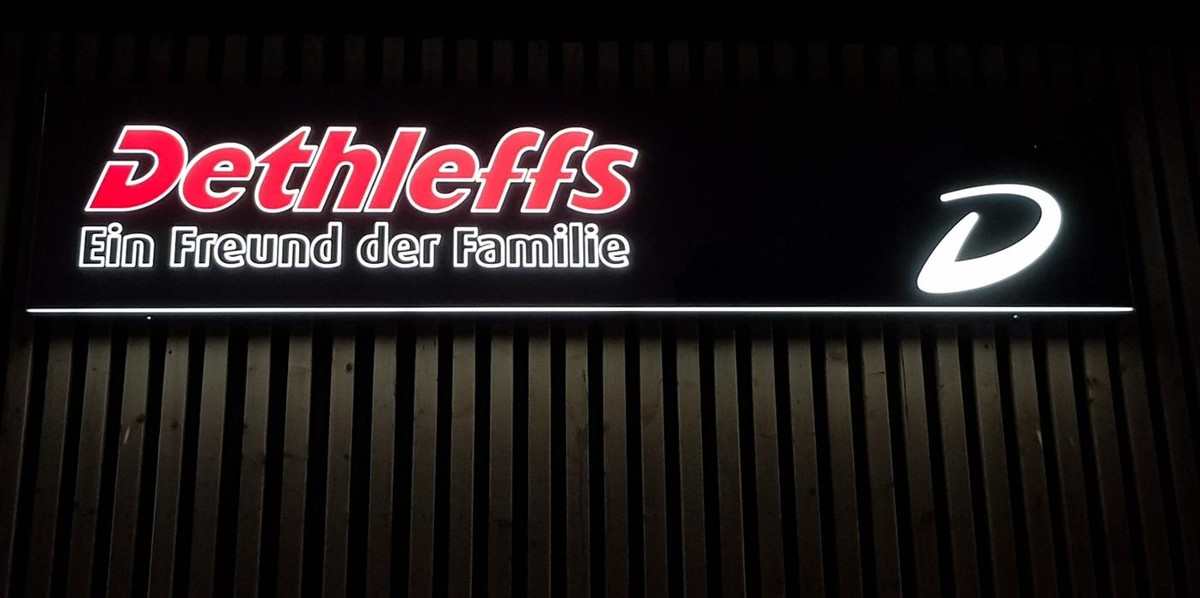 Dethleffs
Ein Freund der Familie
D